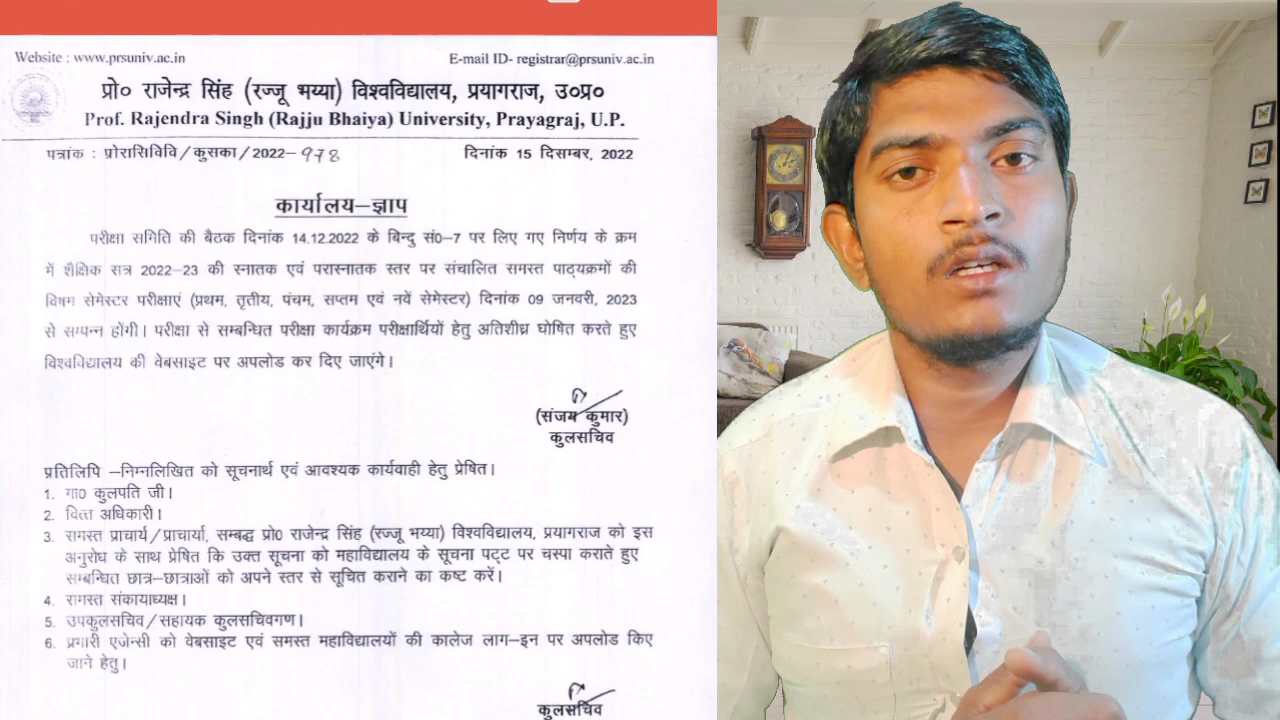 Website : www.prsuniv.ac.in
E-mail ID- registrar@prsuniv.ac.in
प्रो० राजेन्द्र सिंह (रज्जू भय्या) विश्वविद्यालय, प्रयागराज, उ०प्र०
Prof. Rajendra Singh (Rajju Bhaiya) University, Prayagraj, U.P.
पत्रांक : प्रोरासिविवि/कुसका/2022-978
दिनांक 15 दिसम्बर, 2022
कार्यालय-ज्ञाप
परीक्षा समिति की बैठक दिनांक 14.12.2022 के बिन्दु सं0-7 पर लिए गए निर्णय के क्रम
में शैक्षिक सत्र 2022-23 की स्नातक एवं परास्नातक स्तर पर संचालित समस्त पाठ्यक्रमों की
विषम सेमेस्टर परीक्षाएं (प्रथम, तृतीय, पंचम, सप्तम एवं नवें सेमेस्टर) दिनांक 09 जनवरी, 2023
से सम्पन्न होंगी। परीक्षा से सम्बन्धित परीक्षा कार्यक्रम परीक्षार्थियों हेतु अतिशीघ्र घोषित करते हुए
विश्वविद्यालय की वेबसाइट पर अपलोड कर दिए जाएंगे।
(संजय कुमार)
कुलसचिव
प्रतिलिपि –निम्नलिखित को सूचनार्थ एवं आवश्यक कार्यवाही हेतु प्रेषित।
1. मा0 कुलपति जी।
2. वित्त अधिकारी।
3. समस्त प्राचार्य/प्राचार्या, सम्बद्ध प्रो0 राजेन्द्र सिंह (रज्जू भय्या) विश्वविद्यालय, प्रयागराज को इस
अनुरोध के साथ प्रेषित कि उक्त सूचना को महाविद्यालय के सूचना पट्ट पर चस्पा कराते हुए
सम्बन्धित छात्र-छात्राओं को अपने स्तर से सूचित कराने का कष्ट करें।
4. समस्त संकायाध्यक्ष।
5. उपकुलसचिव/सहायक कुलसचिवगण।
6. प्रभारी एजेन्सी को वेबसाइट एवं समस्त महाविद्यालयों की कालेज लाग-इन पर अपलोड किए
जाने हेतु।
कुलसचिव